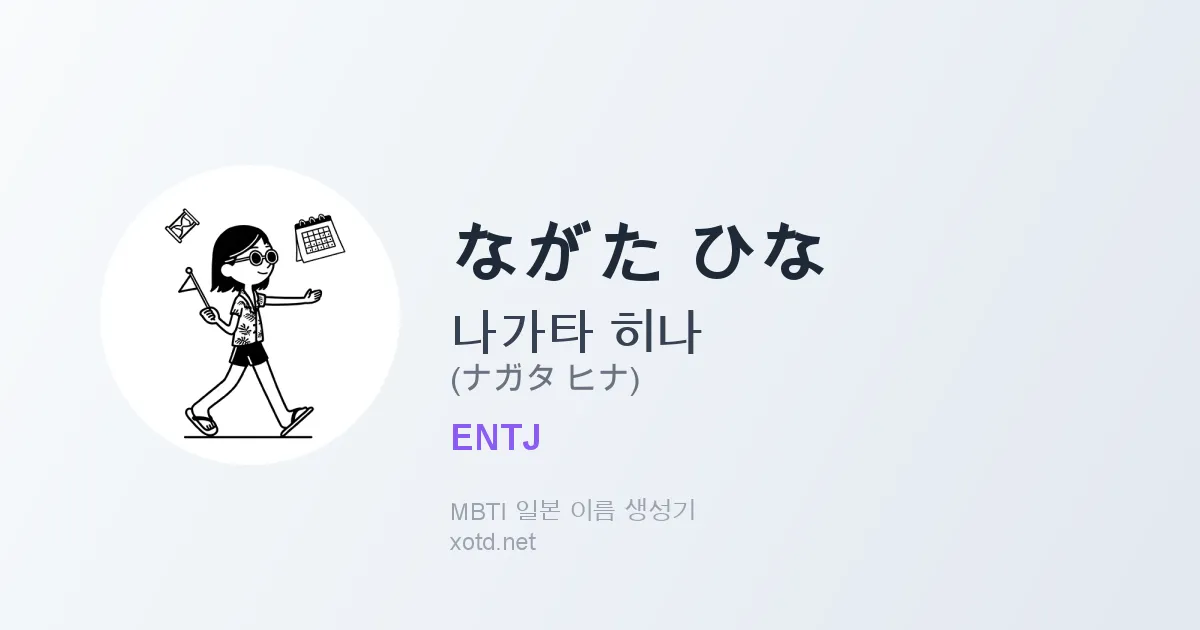 ながた ひな
나가타 히나
(ナガタ ヒナ)
ENTJ
MBTI 일본 이름 생성기
xotd.net